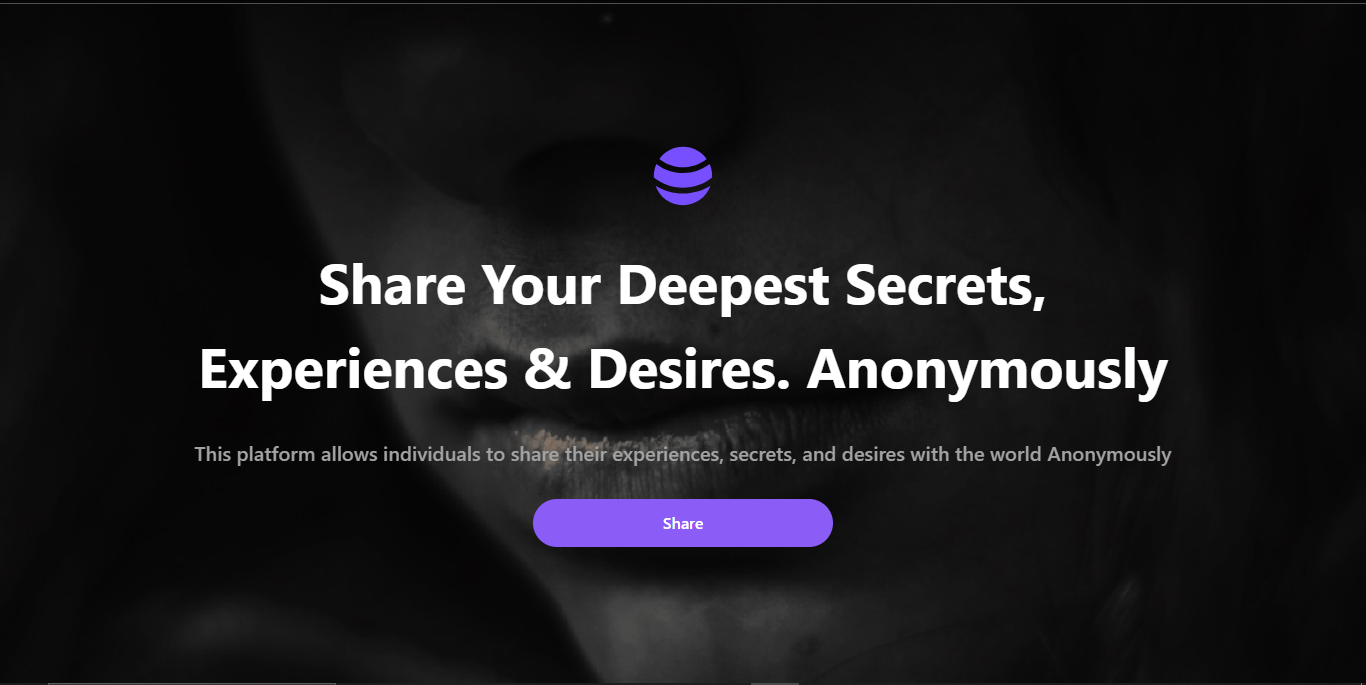 Share Your Deepest Secrets,
Experiences & Desires. Anonymously
This platform allows individuals to share their experiences, secrets, and desires with the world Anonymously
Share